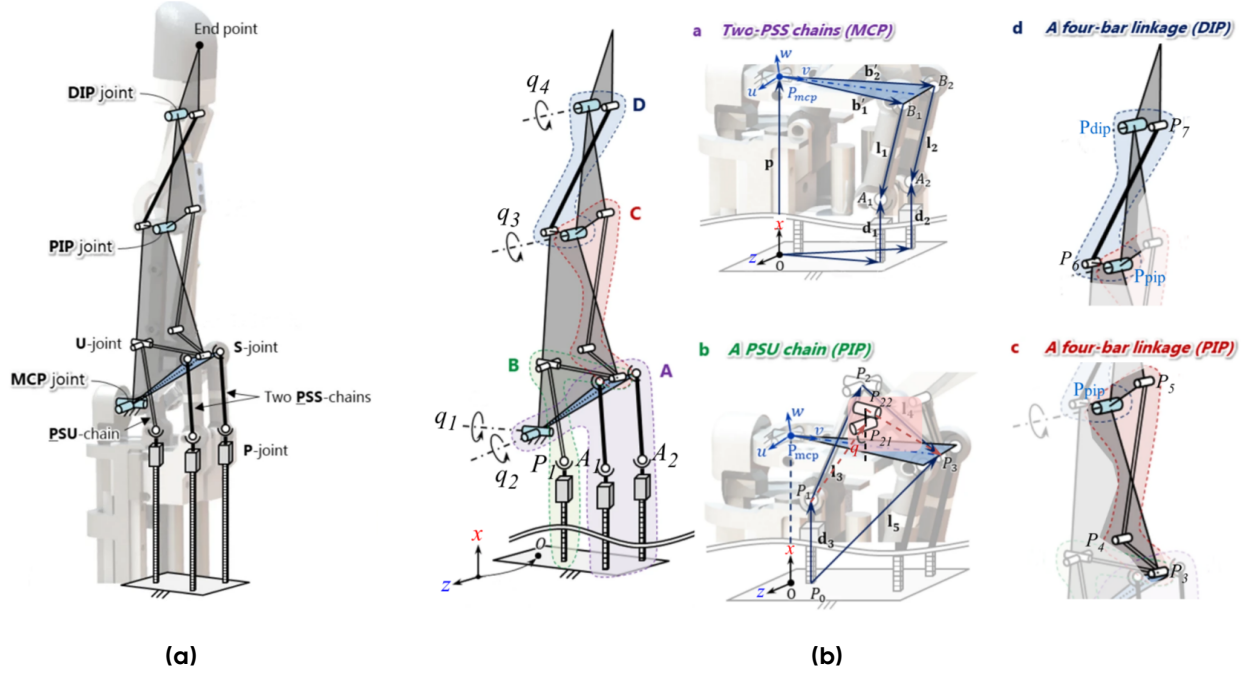 End point
DIP joint
PIP joint
U-joint
S-joint
MCP joint
Two PSS-chains
PSU-chain
P-joint
(a)
q4
D
q3
C
B
A
q1
q2
P1
A1
A2
x
O
z
a Two-PSS chains (MCP)
w
v
u
Pmcp
b′2
b′1
B2
B1
l1
l2
p
A1
A2
d1
d2
x
z
O
b A PSU chain (PIP)
P2
P22
l4
w
v
u
Pmcp
P21
q
P3
P1
l3
l5
d3
x
z
O
P0
d A four-bar linkage (DIP)
Pdip
P7
P6
Ppip
c A four-bar linkage (PIP)
Ppip
P5
P4
P3
(b)